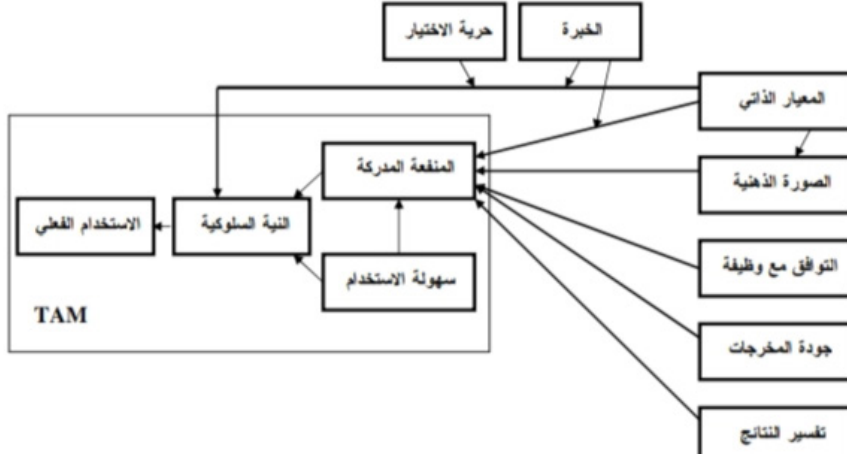 الخبرة
حرية الاختيار
المعيار الذاتي
المنفعة المدركة
الصورة الذهنية
النية السلوكية
الاستخدام الفعلي
التوافق مع وظيفة
سهولة الاستخدام
TAM
جودة المخرجات
تفسير النتائج